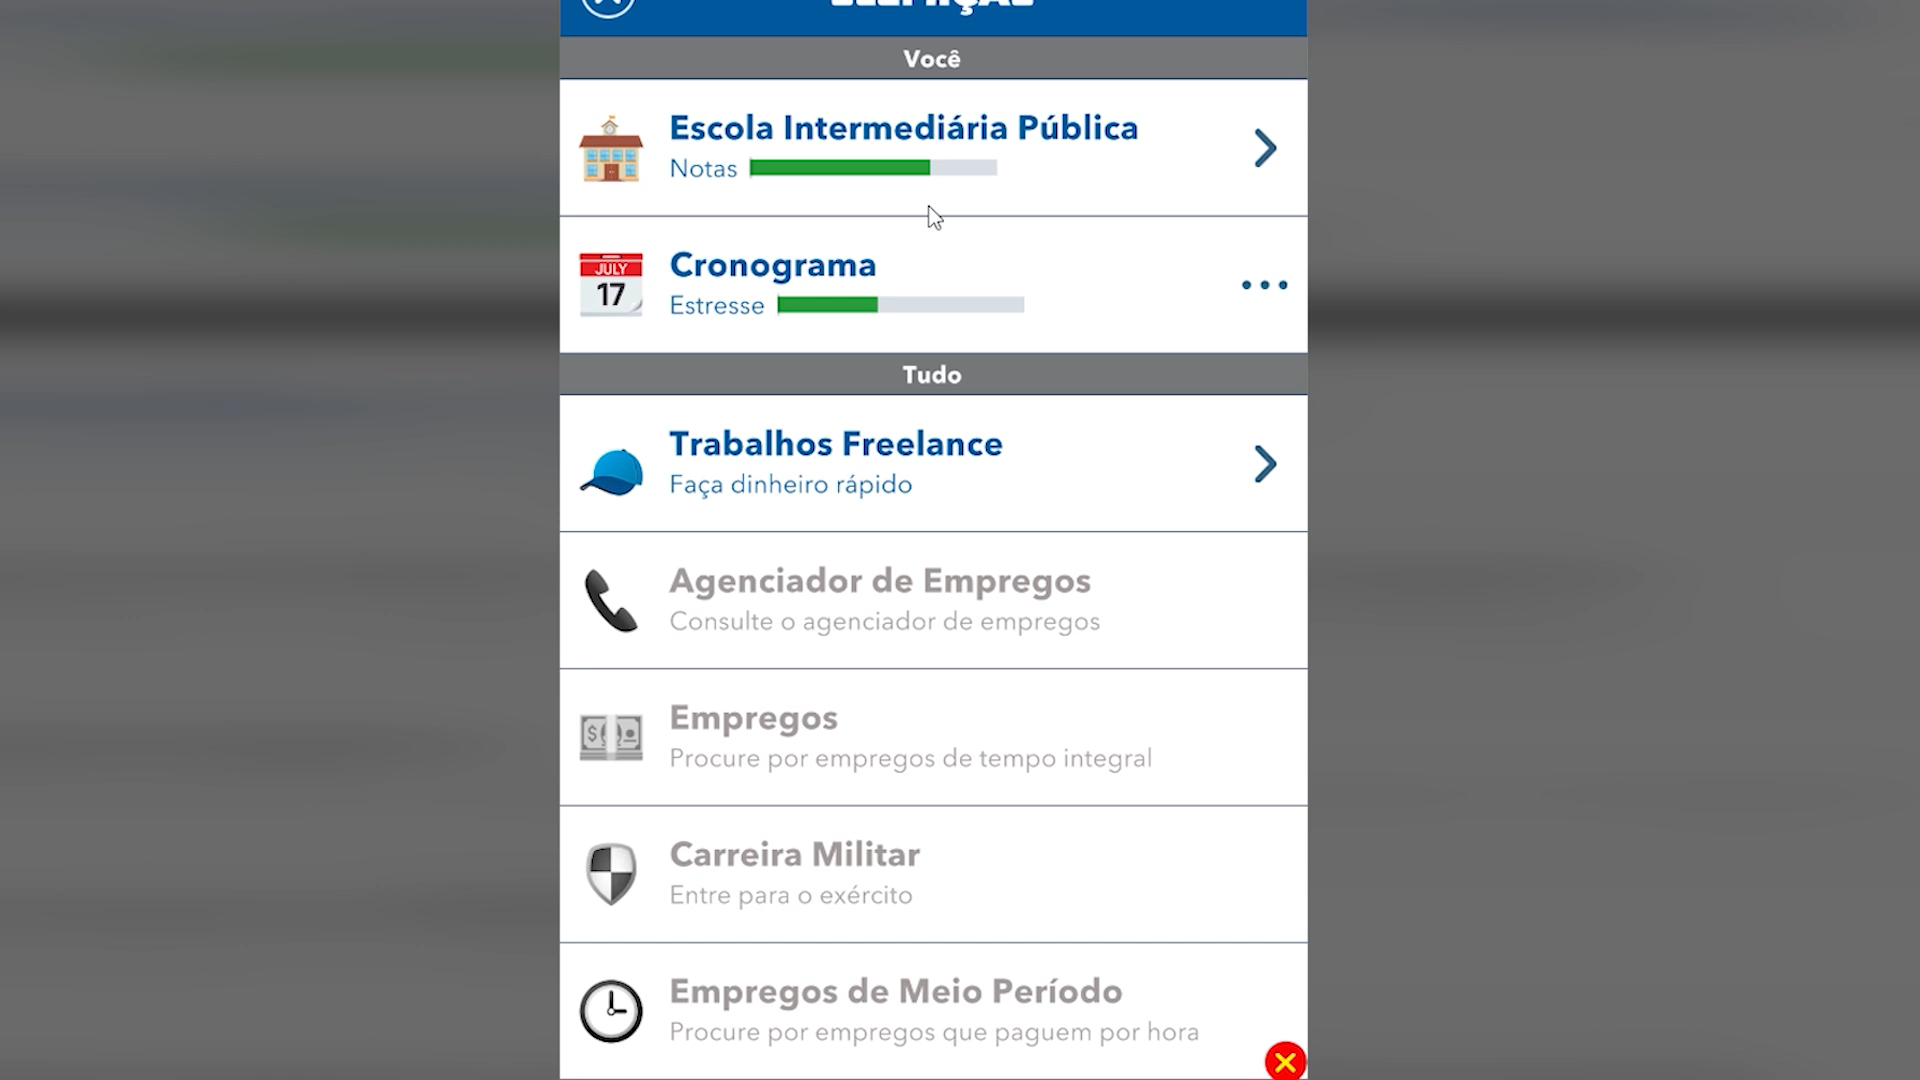 Você
Escola Intermediária Pública
Notas
JULY
17
Cronograma
Estresse
Tudo
Trabalhos Freelance
Faça dinheiro rápido
Agenciador de Empregos
Consulte o agenciador de empregos
Empregos
Procure por empregos de tempo integral
Carreira Militar
Entre para o exército
Empregos de Meio Período
Procure por empregos que paguem por hora